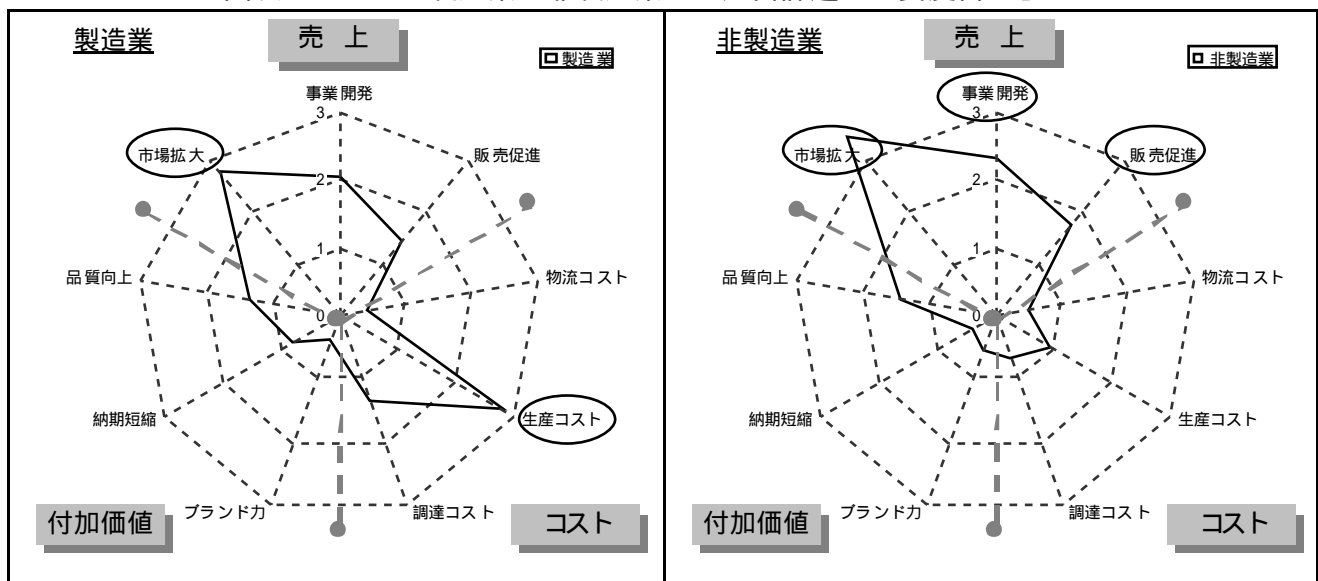 製造業
売 上
製造業
事業開発
3
市場拡大
販売促進
2
1
品質向上
物流コスト
0
納期短縮
生産コスト
ブランド力
調達コスト
付加価値
コスト
非製造業
売 上
非製造業
事業開発
3
市場拡大
販売促進
2
1
品質向上
物流コスト
0
納期短縮
生産コスト
ブランド力
調達コスト
付加価値
コスト